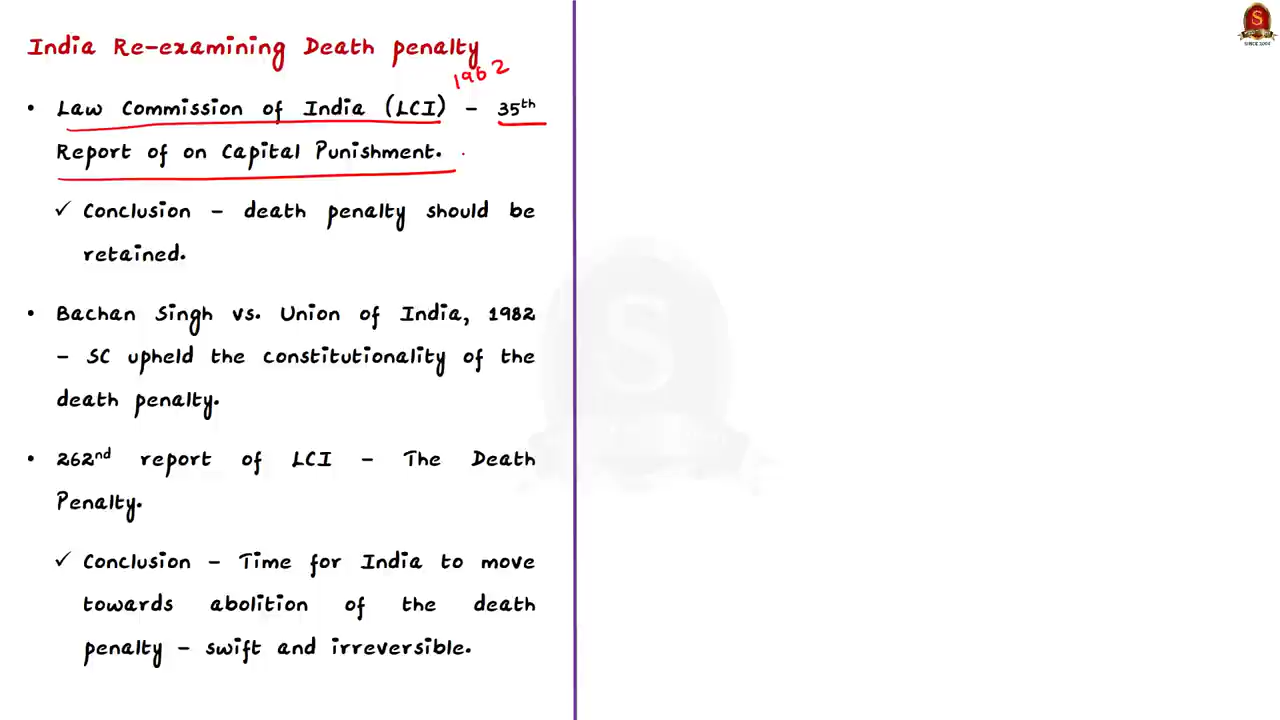 India Re-examining Death penalty
1962
• Law Commission of India (LCI) – 35th
Report of on Capital Punishment.
✓ Conclusion – death penalty should be
retained.
• Bachan Singh vs. Union of India, 1982
– SC upheld the constitutionality of the
death penalty.
• 262nd report of LCI – The Death
Penalty.
✓ Conclusion – Time for India to move
towards abolition of the death
penalty – swift and irreversible.
S
SINCE 2004
S